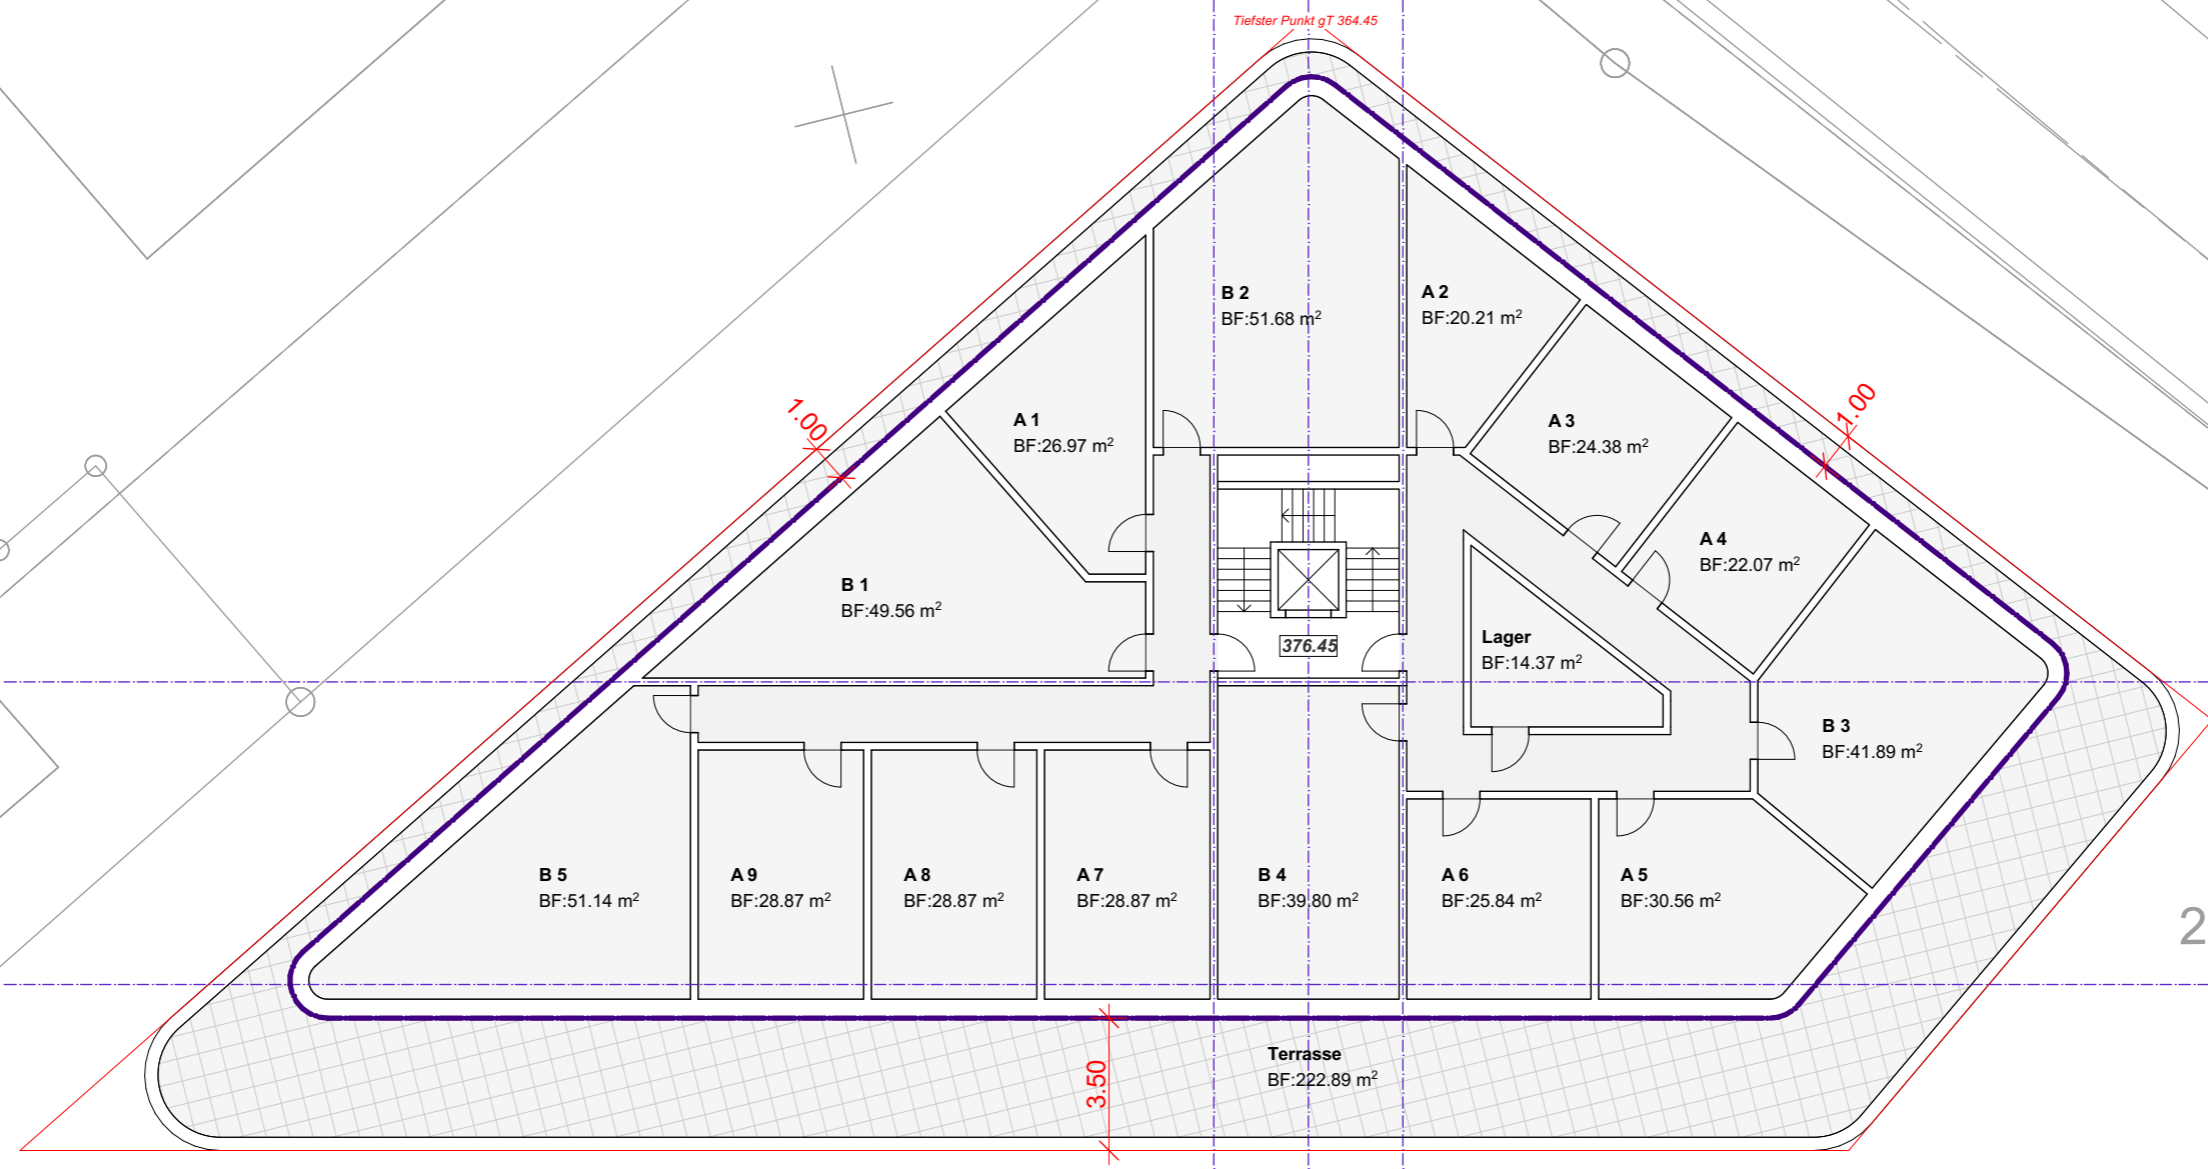 Tiefster Punkt gT 364.45
B 2
BF:51.68 m²
A 2
BF:20.21 m²
1.00
1.00
A 1
BF:26.97 m²
A 3
BF:24.38 m²
A 4
BF:22.07 m²
B 1
BF:49.56 m²
376.45
Lager
BF:14.37 m²
B 3
BF:41.89 m²
B 5
BF:51.14 m²
A 9
BF:28.87 m²
A 8
BF:28.87 m²
A 7
BF:28.87 m²
B 4
BF:39.80 m²
A 6
BF:25.84 m²
A 5
BF:30.56 m²
2
3.50
Terrasse
BF:222.89 m²